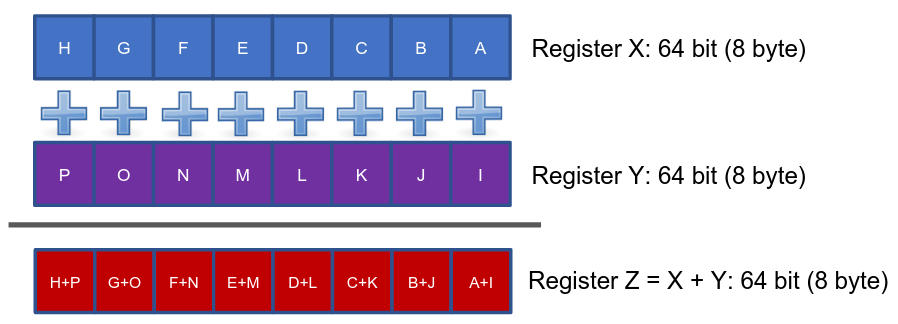 H G F E D C B A Register X: 64 bit (8 byte)
P O N M L K J I Register Y: 64 bit (8 byte)
H+P G+O F+N E+M D+L C+K B+J A+I Register Z = X + Y: 64 bit (8 byte)